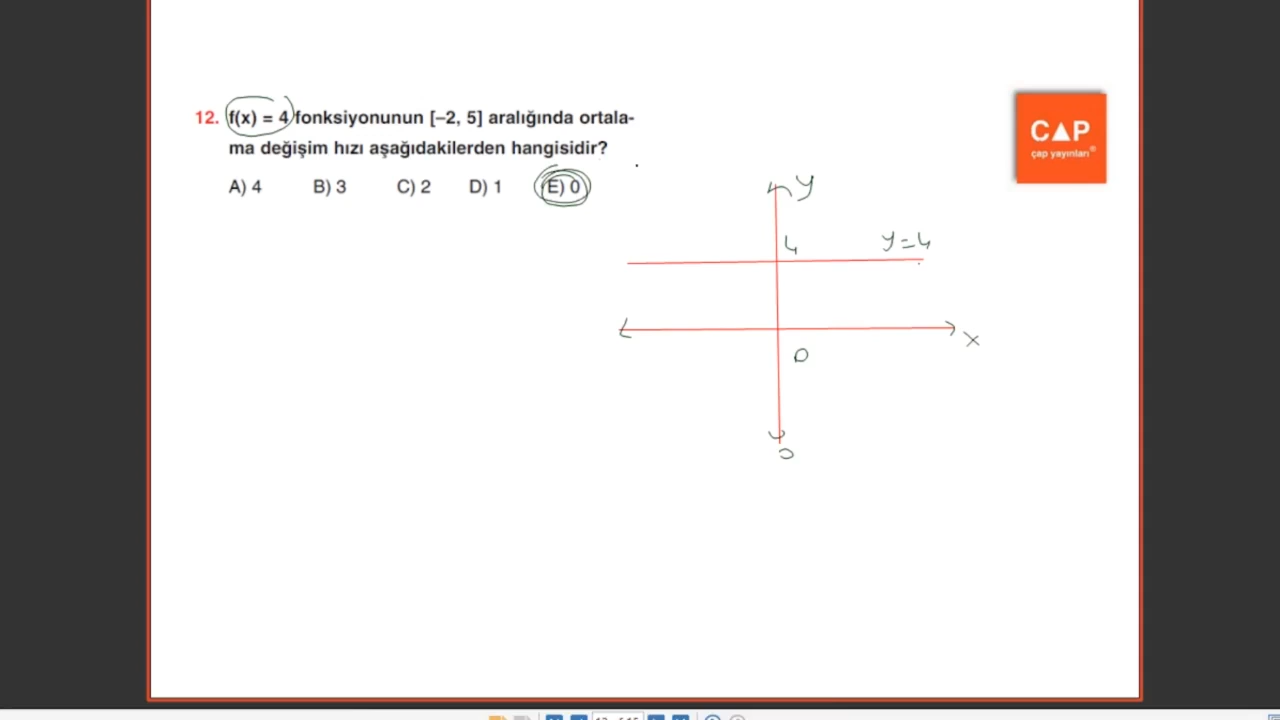 12. f(x) = 4 fonksiyonunun [–2, 5] aralığında ortala-
ma değişim hızı aşağıdakilerden hangisidir?
A) 4 B) 3 C) 2 D) 1 E) 0
ÇAP
çap yayınları®
y
4
y=4
x
0